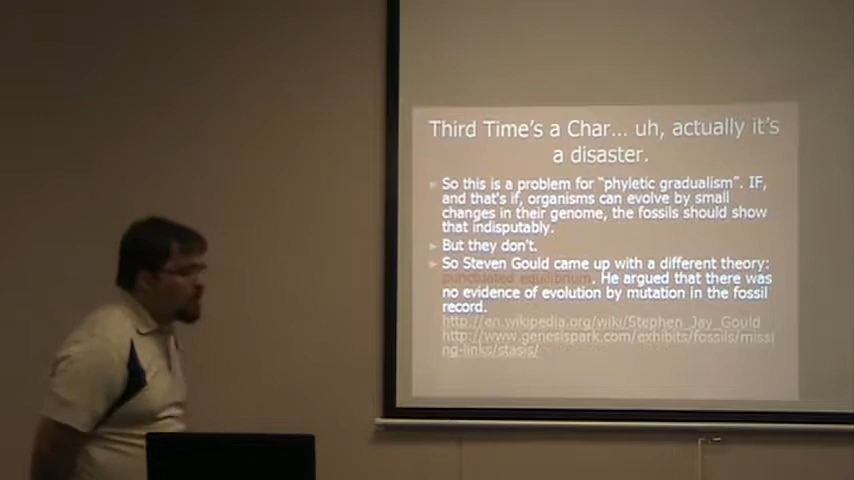 Third Time's a Char... uh, actually it's
a disaster.
So this is a problem for "phyletic gradualism". IF,
and that's if, organisms can evolve by small
changes in their genome, the fossils should show
that indisputably.
But they don't.
So Steven Gould came up with a different theory:
punctuated equilibrium. He argued that there was
no evidence of evolution by mutation in the fossil
record.
http://en.wikipedia.org/wiki/Stephen_Jay_Gould
http://www.genesispark.com/exhibits/fossils/missi
ng-links/stasis/